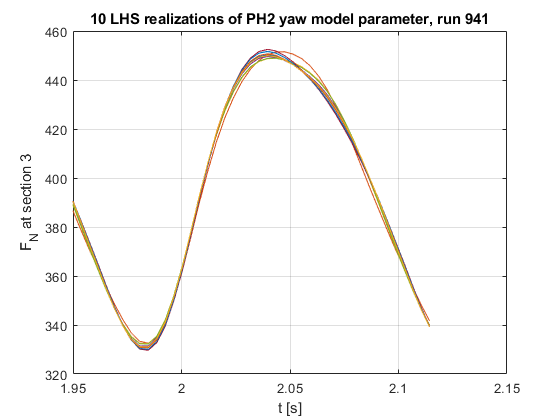 10 LHS realizations of PH2 yaw model parameter, run 941
460
440
420
400
380
360
340
320
F_N at section 3
1.95 2 2.05 2.1 2.15
t [s]